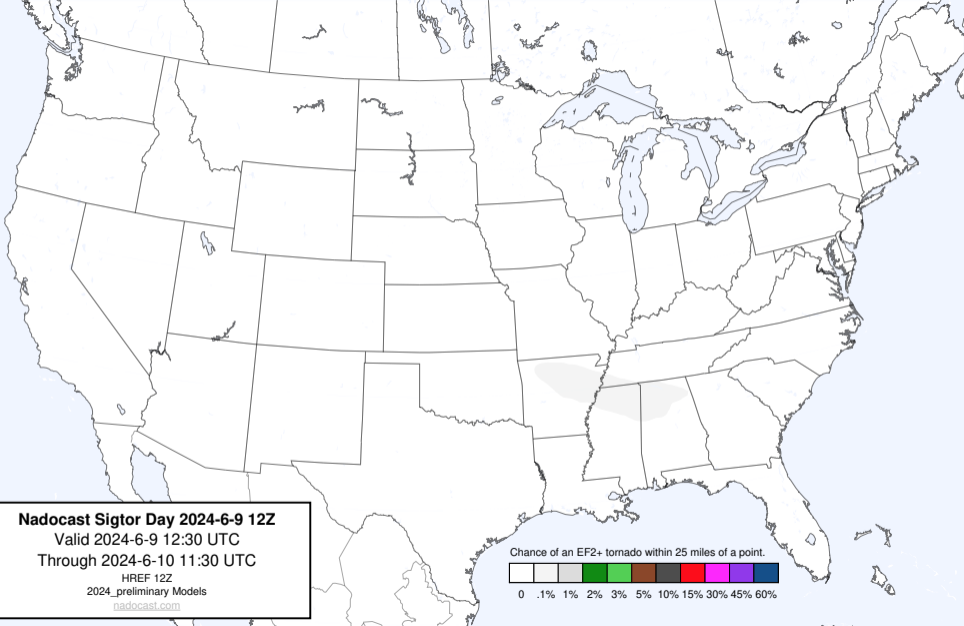 Nadocast Sigtor Day 2024-6-9 12Z
Valid 2024-6-9 12:30 UTC
Through 2024-6-10 11:30 UTC
HREF 12Z
2024_preliminary Models
nadocast.com
Chance of an EF2+ tornado within 25 miles of a point.
0 .1% 1% 2% 3% 5% 10% 15% 30% 45% 60%